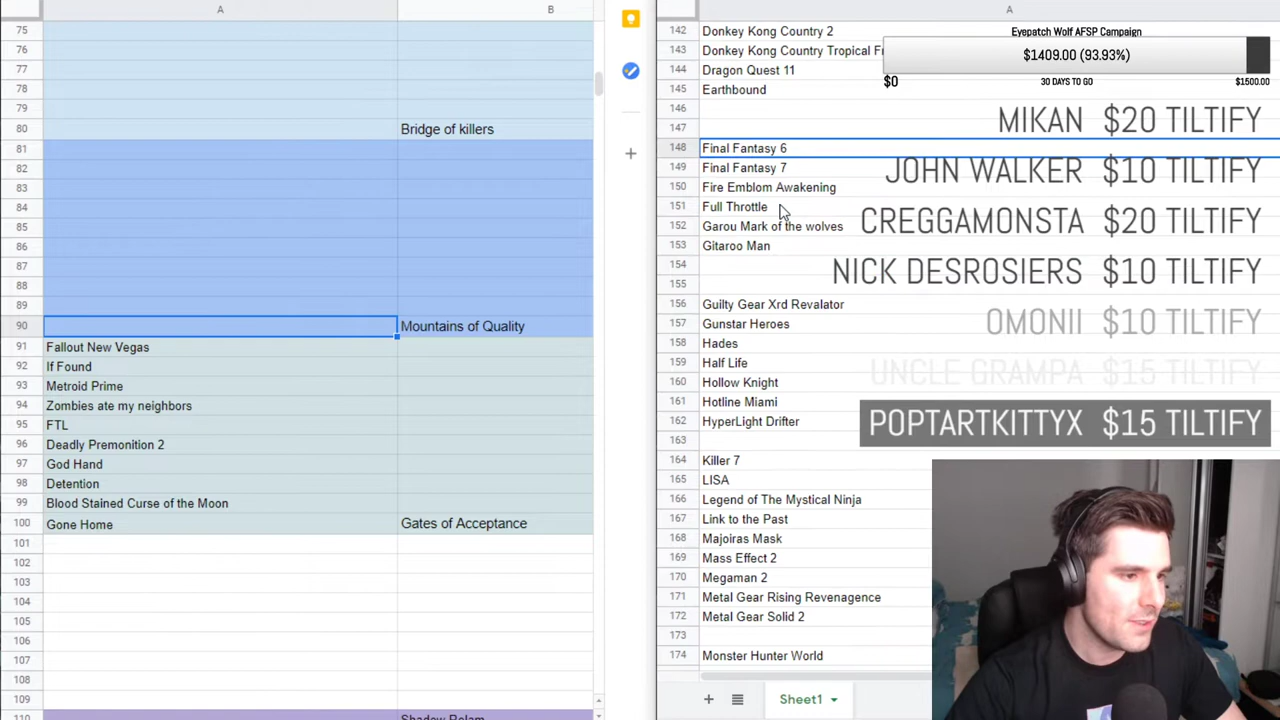 A
B
75
76
77
78
79
80
Bridge of killers
81
82
83
84
85
86
87
88
89
90
Mountains of Quality
91
Fallout New Vegas
92
If Found
93
Metroid Prime
94
Zombies ate my neighbors
95
FTL
96
Deadly Premonition 2
97
God Hand
98
Detention
99
Blood Stained Curse of the Moon
100
Gone Home
Gates of Acceptance
101
102
103
104
105
106
107
108
109
110
Shadow Relam
A
142
Donkey Kong Country 2
143
Donkey Kong Country Tropical Fr
144
Dragon Quest 11
145
Earthbound
146
147
148
Final Fantasy 6
149
Final Fantasy 7
150
Fire Emblom Awakening
151
Full Throttle
152
Garou Mark of the wolves
153
Gitaroo Man
154
155
156
Guilty Gear Xrd Revalator
157
Gunstar Heroes
158
Hades
159
Half Life
160
Hollow Knight
161
Hotline Miami
162
HyperLight Drifter
163
164
Killer 7
165
LISA
166
Legend of The Mystical Ninja
167
Link to the Past
168
Majoiras Mask
169
Mass Effect 2
170
Megaman 2
171
Metal Gear Rising Revenagence
172
Metal Gear Solid 2
173
174
Monster Hunter World
Sheet1
Eyepatch Wolf AFSP Campaign
$1409.00 (93.93%)
$0
30 DAYS TO GO
$1500.00
MIKAN $20 TILTIFY
JOHN WALKER $10 TILTIFY
CREGGAMONSTA $20 TILTIFY
NICK DESROSIERS $10 TILTIFY
OMONII $10 TILTIFY
UNCLE GRAMPA $15 TILTIFY
POPTARTKITTYX $15 TILTIFY